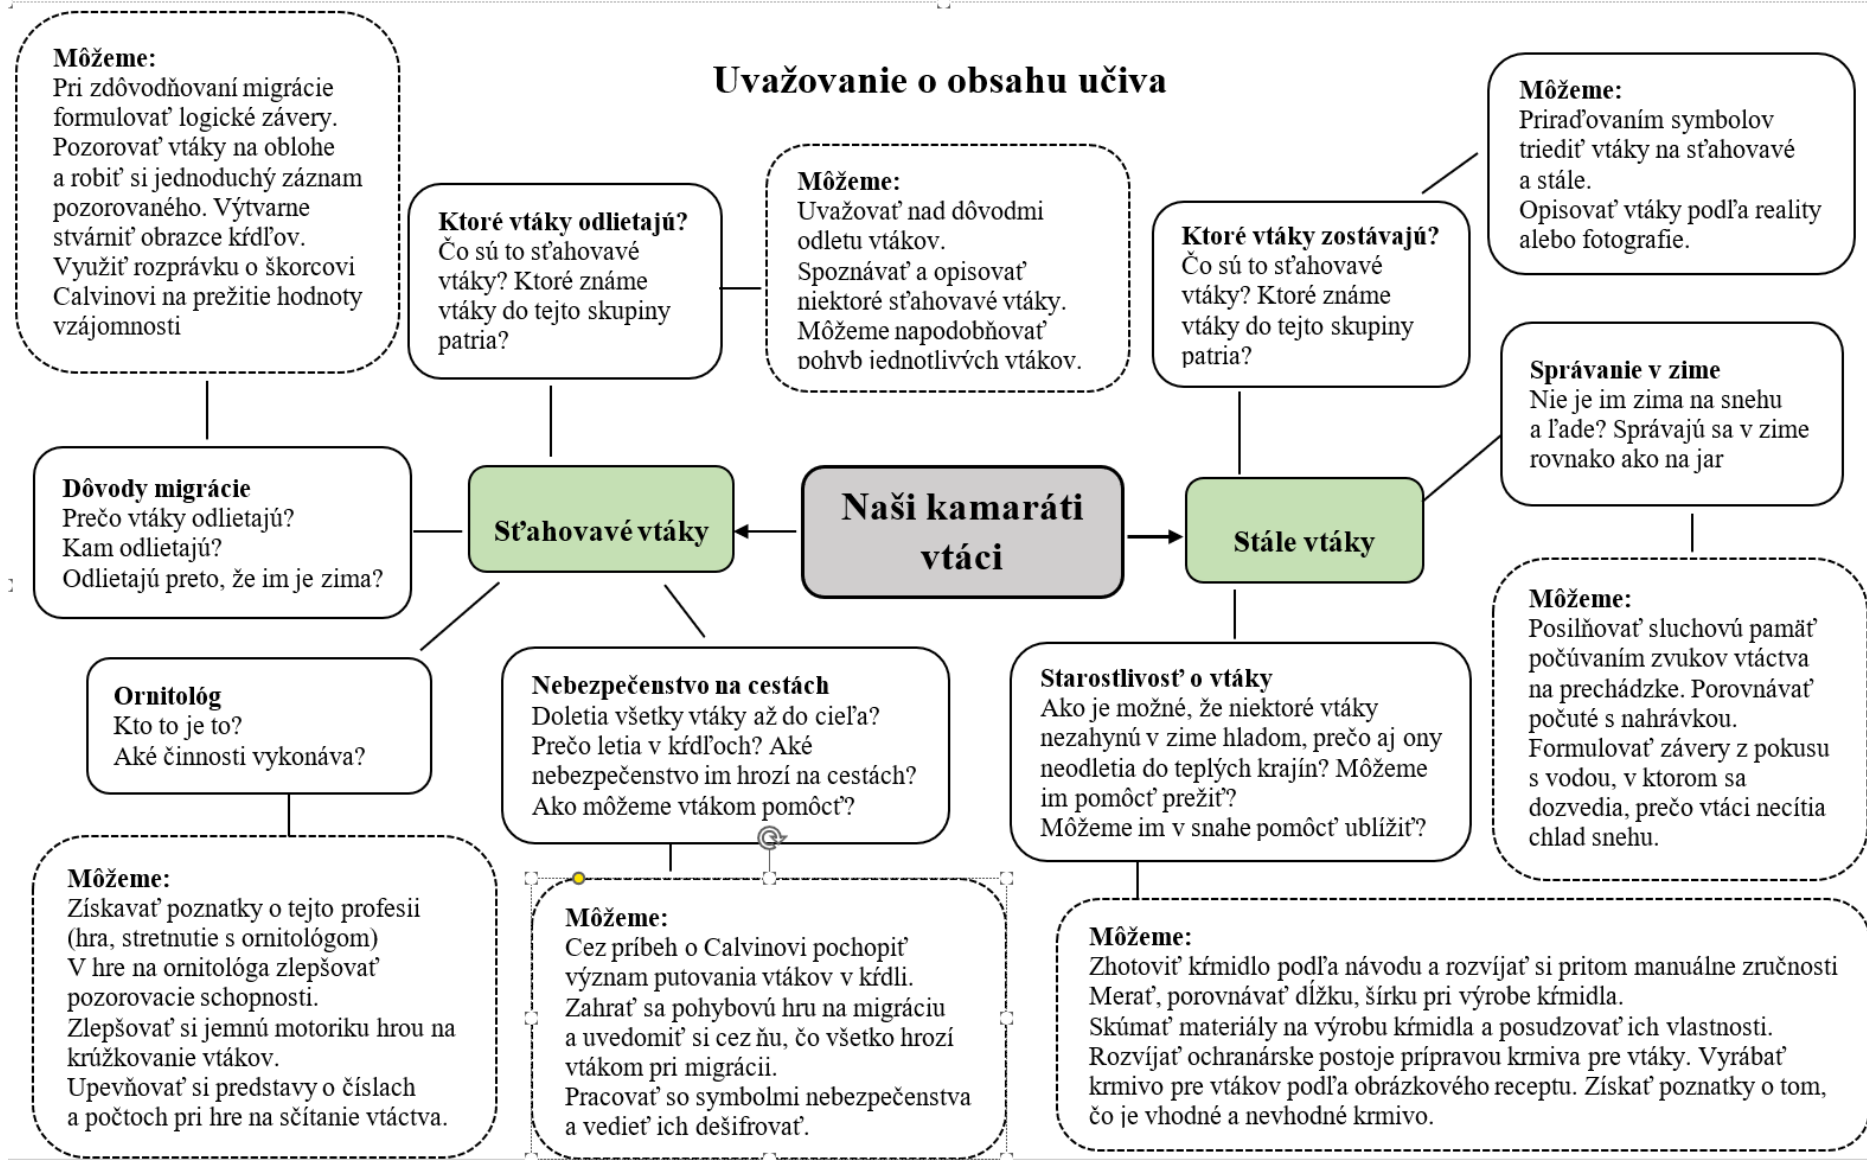 Uvažovanie o obsahu učiva
Môžeme:
Pri zdôvodňovaní migrácie
formulovať logické závery.
Pozorovať vtáky na oblohe
a robiť si jednoduchý záznam
pozorovaného. Výtvarne
stvárniť obrazce kŕdľov.
Využiť rozprávku o škorcovi
Calvinovi na prežitie hodnoty
vzájomnosti
Ktoré vtáky odlietajú?
Čo sú to sťahovavé
vtáky? Ktoré známe
vtáky do tejto skupiny
patria?
Môžeme:
Uvažovať nad dôvodmi
odletu vtákov.
Spoznávať a opisovať
niektoré sťahovavé vtáky.
Môžeme napodobňovať
pohyb jednotlivých vtákov.
Ktoré vtáky zostávajú?
Čo sú to sťahovavé
vtáky? Ktoré známe
vtáky do tejto skupiny
patria?
Môžeme:
Priraďovaním symbolov
triediť vtáky na sťahovavé
a stále.
Opisovať vtáky podľa reality
alebo fotografie.
Správanie v zime
Nie je im zima na snehu
a ľade? Správajú sa v zime
rovnako ako na jar
Dôvody migrácie
Prečo vtáky odlietajú?
Kam odlietajú?
Odlietajú preto, že im je zima?
Sťahovavé vtáky
Naši kamaráti
vtáci
Stále vtáky
Ornitológ
Kto to je to?
Aké činnosti vykonáva?
Nebezpečenstvo na cestách
Doletia všetky vtáky až do cieľa?
Prečo letia v kŕdľoch? Aké
nebezpečenstvo im hrozí na cestách?
Ako môžeme vtákom pomôcť?
Starostlivosť o vtáky
Ako je možné, že niektoré vtáky
nezahynú v zime hladom, prečo aj ony
neodletia do teplých krajín? Môžeme
im pomôcť prežiť?
Môžeme im v snahe pomôcť ublížiť?
Môžeme:
Posilňovať sluchovú pamäť
počúvaním zvukov vtáctva
na prechádzke. Porovnávať
počuté s nahrávkou.
Formulovať závery z pokusu
s vodou, v ktorom sa
dozvedia, prečo vtáci necítia
chlad snehu.
Môžeme:
Získavať poznatky o tejto profesii
(hra, stretnutie s ornitológom)
V hre na ornitológa zlepšovať
pozorovacie schopnosti.
Zlepšovať si jemnú motoriku hrou na
krúžkovanie vtákov.
Upevňovať si predstavy o číslach
a počtoch pri hre na sčítanie vtáctva.
Môžeme:
Cez príbeh o Calvinovi pochopiť
význam putovania vtákov v kŕdli.
Zahrať sa pohybovú hru na migráciu
a uvedomiť si cez ňu, čo všetko hrozí
vtákom pri migrácii.
Pracovať so symbolmi nebezpečenstva
a vedieť ich dešifrovať.
Môžeme:
Zhotoviť kŕmidlo podľa návodu a rozvíjať si pritom manuálne zručnosti
Merať, porovnávať dĺžku, šírku pri výrobe kŕmidla.
Skúmať materiály na výrobu kŕmidla a posudzovať ich vlastnosti.
Rozvíjať ochranárske postoje prípravou krmiva pre vtáky. Vyrábať
krmivo pre vtákov podľa obrázkového receptu. Získať poznatky o tom,
čo je vhodné a nevhodné krmivo.